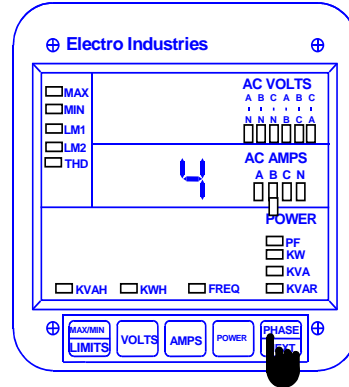 Electro Industries
MAX
MIN
LM1
LM2
THD
AC VOLTS
A B C A B C
- - - - - -
N N N B C A
4
AC AMPS
A B C N
POWER
PF
KW
KVA
KVAR
KVAH KWH FREQ
MAX/MIN
LIMITS
VOLTS
AMPS
POWER
PHASE